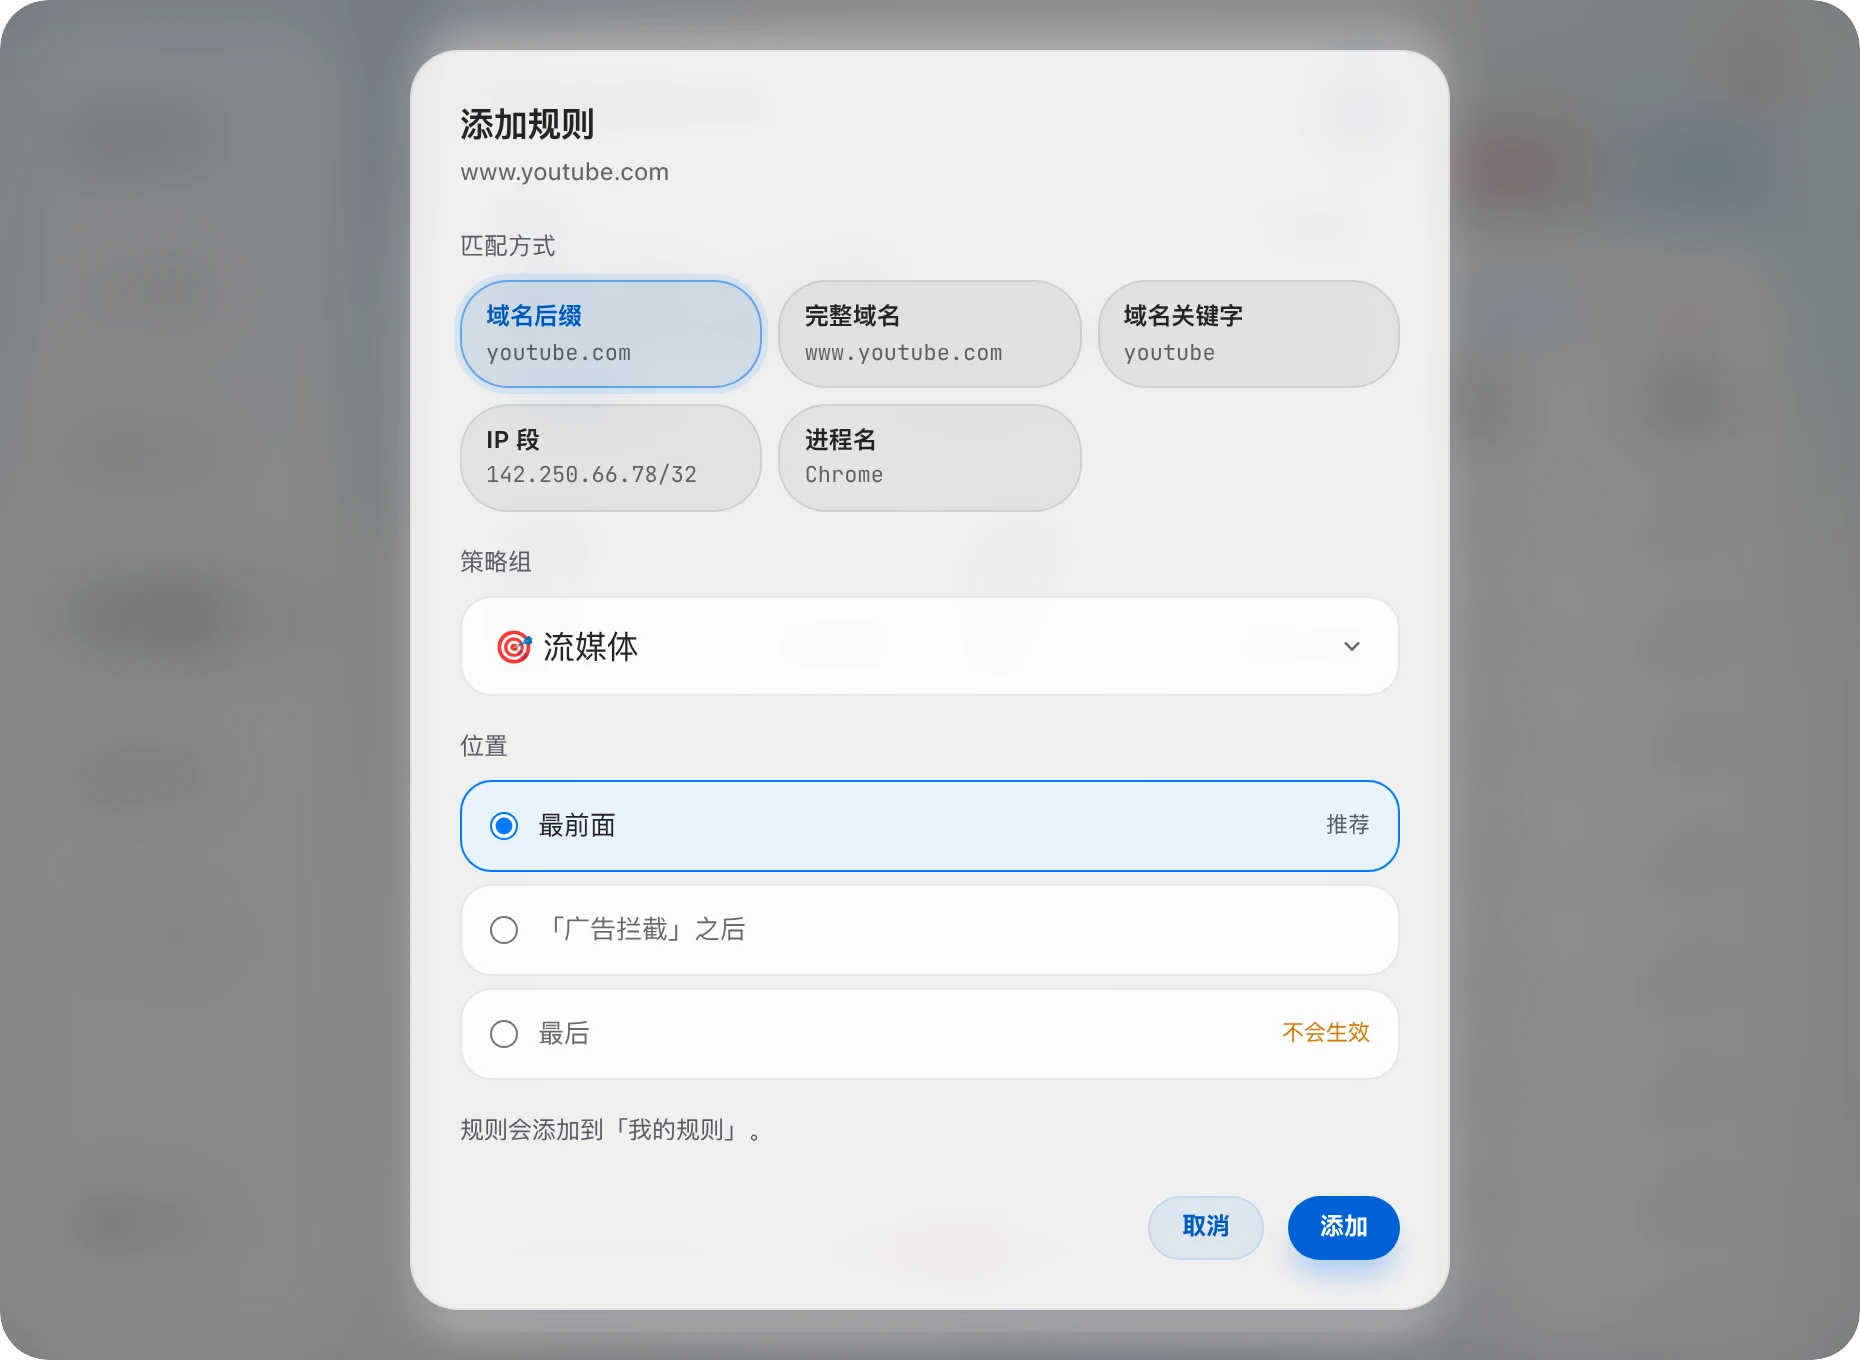 添加规则
www.youtube.com
匹配方式
域名后缀
youtube.com
完整域名
www.youtube.com
域名关键字
youtube
IP 段
142.250.66.78/32
进程名
Chrome
策略组
🎯 流媒体
位置
最前面
推荐
「广告拦截」之后
最后
不会生效
规则会添加到「我的规则」。
取消
添加